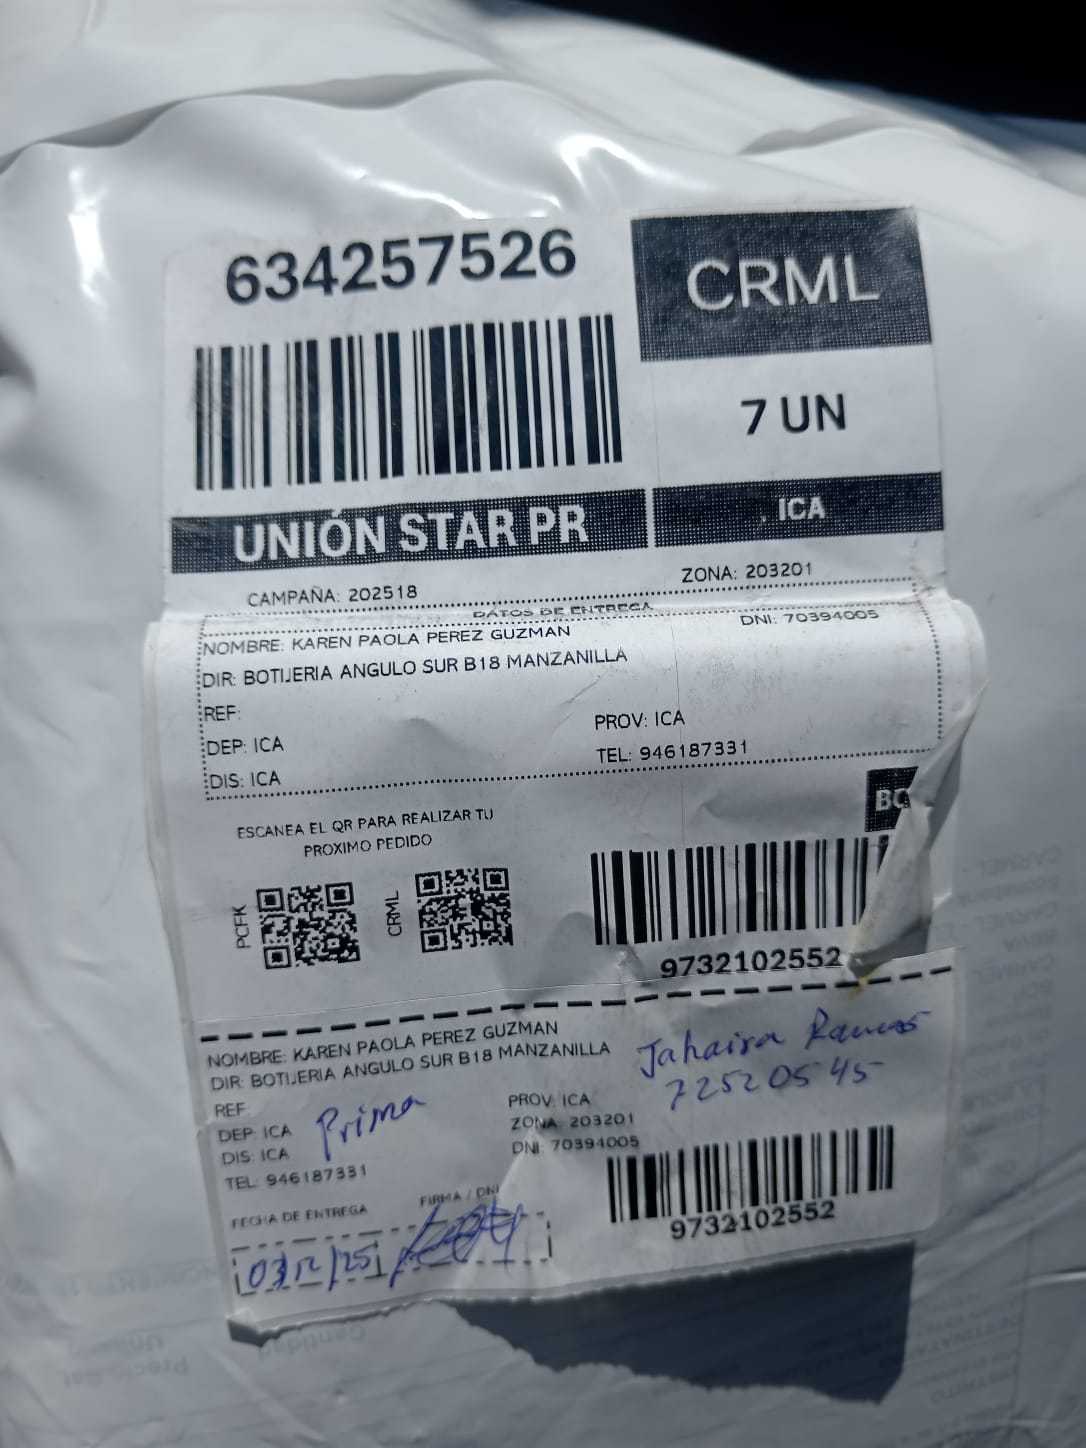 634257526
CRML
7 UN
UNIÓN STAR PR
ICA
CAMPAÑA: 202518
ZONA: 203201
DATOS DE ENTREGA
NOMBRE: KAREN PAOLA PEREZ GUZMAN
DNI: 70394005
DIR: BOTIJERIA ANGULO SUR B18 MANZANILLA
REF:
PROV: ICA
DEP: ICA
TEL: 946187331
DIS: ICA
ESCANEA EL QR PARA REALIZAR TU
PROXIMO PEDIDO
PCFK
CRML
9732102552
NOMBRE: KAREN PAOLA PEREZ GUZMAN
DIR: BOTIJERIA ANGULO SUR B18 MANZANILLA
Jahaira Ramos
72520545
REF:
Prima
PROV: ICA
DEP: ICA
ZONA: 203201
DIS: ICA
DNI: 70394005
TEL: 946187331
FECHA DE ENTREGA
FIRMA / DNI
03/12/25
9732102552
Cantidad